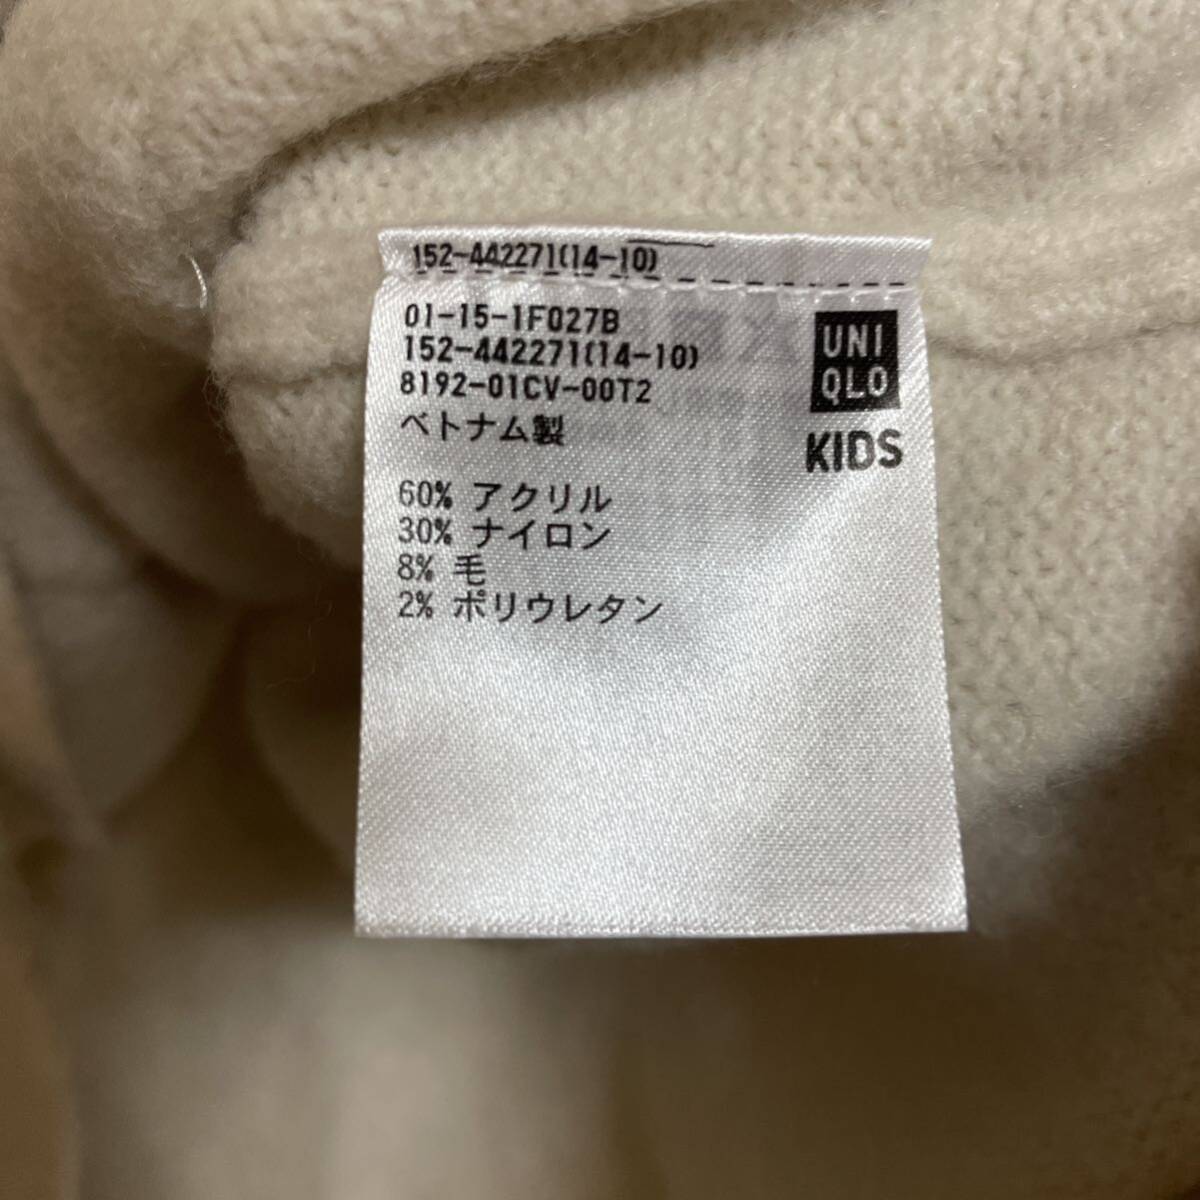 152-442271(14-10)
01-15-1F027B
152-442271(14-10)
8192-01CV-00T2
ベトナム製
UNI
QLO
KIDS
60% アクリル
30% ナイロン
8% 毛
2% ポリウレタン